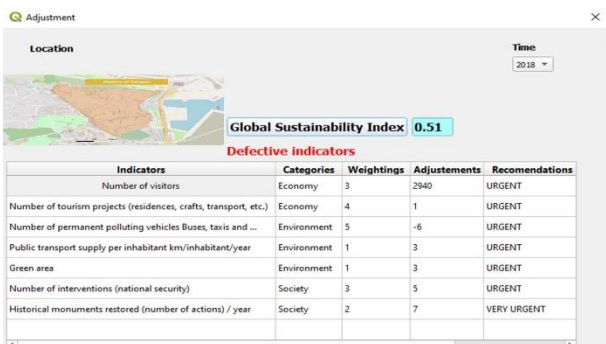 Adjustment
Location
Time
2018
Global Sustainability Index 0.51
Defective indicators
Indicators Categories Weightings Adjustements Recomendations
Number of visitors Economy 3 2940 URGENT
Number of tourism projects (residences, crafts, transport, etc.) Economy 4 1 URGENT
Number of permanent polluting vehicles Buses, taxis and ... Environment 5 -6 URGENT
Public transport supply per inhabitant km/inhabitant/year Environment 1 3 URGENT
Green area Environment 1 3 URGENT
Number of interventions (national security) Society 3 5 URGENT
Historical monuments restored (number of actions) / year Society 2 7 VERY URGENT